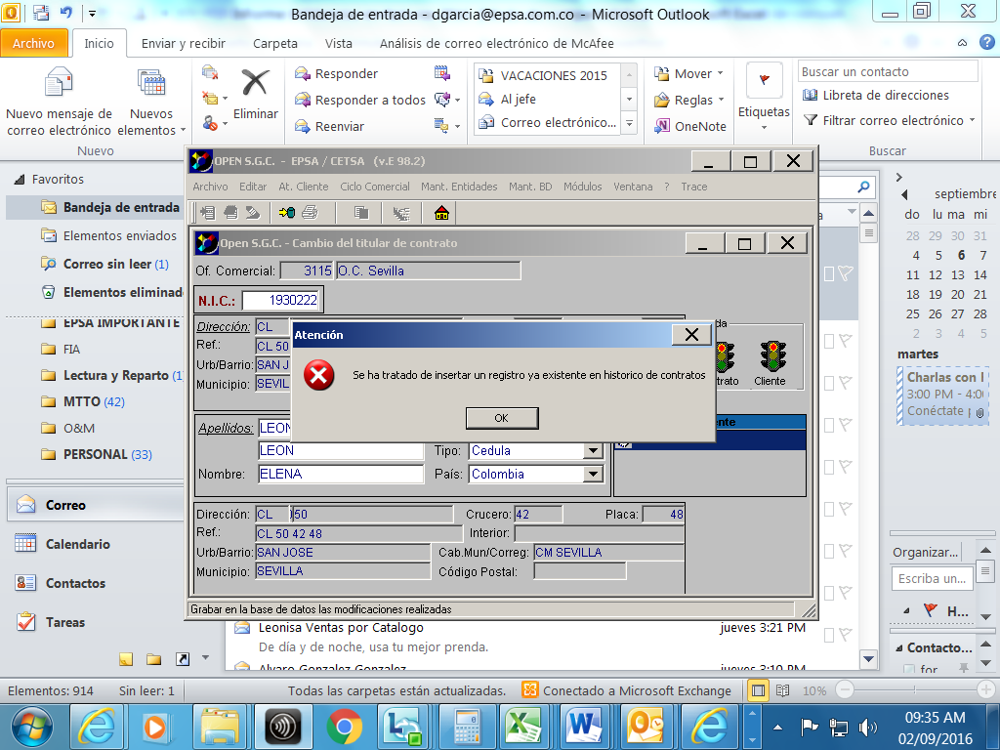 Bandeja de entrada - dgarcia@epsa.com.co - Microsoft Outlook
Archivo Inicio Enviar y recibir Carpeta Vista Análisis de correo electrónico de McAfee
Nuevo mensaje de correo electrónico
Nuevos elementos
Nuevo
Eliminar
Responder
Responder a todos
Reenviar
VACACIONES 2015
Al jefe
Correo electrónico...
Mover
Reglas
OneNote
Etiquetas
Buscar un contacto
Libreta de direcciones
Filtrar correo electrónico
Buscar
Favoritos
Bandeja de entrada
Elementos enviados
Correo sin leer (1)
Elementos eliminad
EPSA IMPORTANTE
FIA
Lectura y Reparto (1
MTTO (42)
O&M
PERSONAL (33)
Correo
Calendario
Contactos
Tareas
OPEN S.G.C. - EPSA / CETSA (v.E 98.2)
Archivo Editar At. Cliente Ciclo Comercial Mant. Entidades Mant. BD Módulos Ventana ? Trace
Open S.G.C. - Cambio del titular de contrato
Of. Comercial: 3115 O.C. Sevilla
N.I.C.: 1930222
Dirección: CL
Ref.: CL 50
Urb/Barrio: SAN J
Municipio: SEVIL
da
trato Cliente
Atención
Se ha tratado de insertar un registro ya existente en historico de contratos
OK
Apellidos: LEON
nte
LEON Tipo: Cedula
Nombre: ELENA País: Colombia
Dirección: CL 50 Crucero: 42 Placa: 48
Ref.: CL 50 42 48 Interior:
Urb/Barrio: SAN JOSE Cab.Mun/Correg: CM SEVILLA
Municipio: SEVILLA Código Postal:
Grabar en la base de datos las modificaciones realizadas
Leonisa Ventas por Catalogo jueves 3:21 PM
De día y de noche, usa tu mejor prenda.
Alvaro Gonzalez Gonzalez jueves 3:10 PM
septiembre
do lu ma mi
28 29 30 31
4 5 6 7
11 12 13 14
18 19 20 21
25 26 27 28
2 3 4 5
martes
Charlas con l
3:00 PM - 4:0
Conéctate
Organizar...
Escriba un...
H...
Contacto...
for
Elementos: 914 Sin leer: 1 Todas las carpetas están actualizadas. Conectado a Microsoft Exchange 10%
09:35 AM
02/09/2016